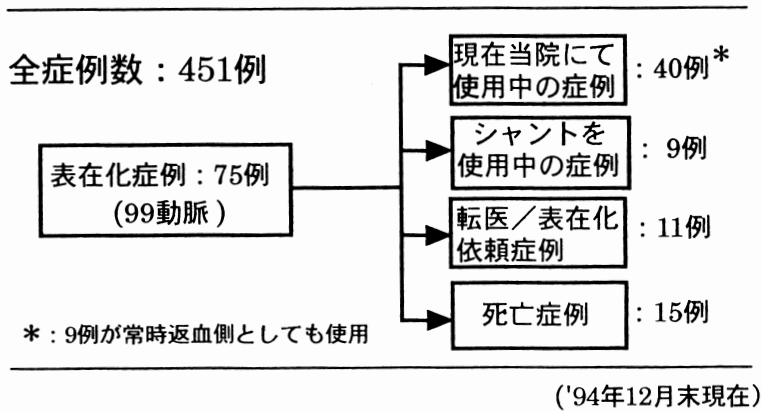 全症例数：451例
表在化症例：75例
(99動脈)
現在当院にて
使用中の症例
：40例*
シャントを
使用中の症例
：9例
転医／表在化
依頼症例
：11例
死亡症例
：15例
*：9例が常時返血側としても使用
('94年12月末現在)